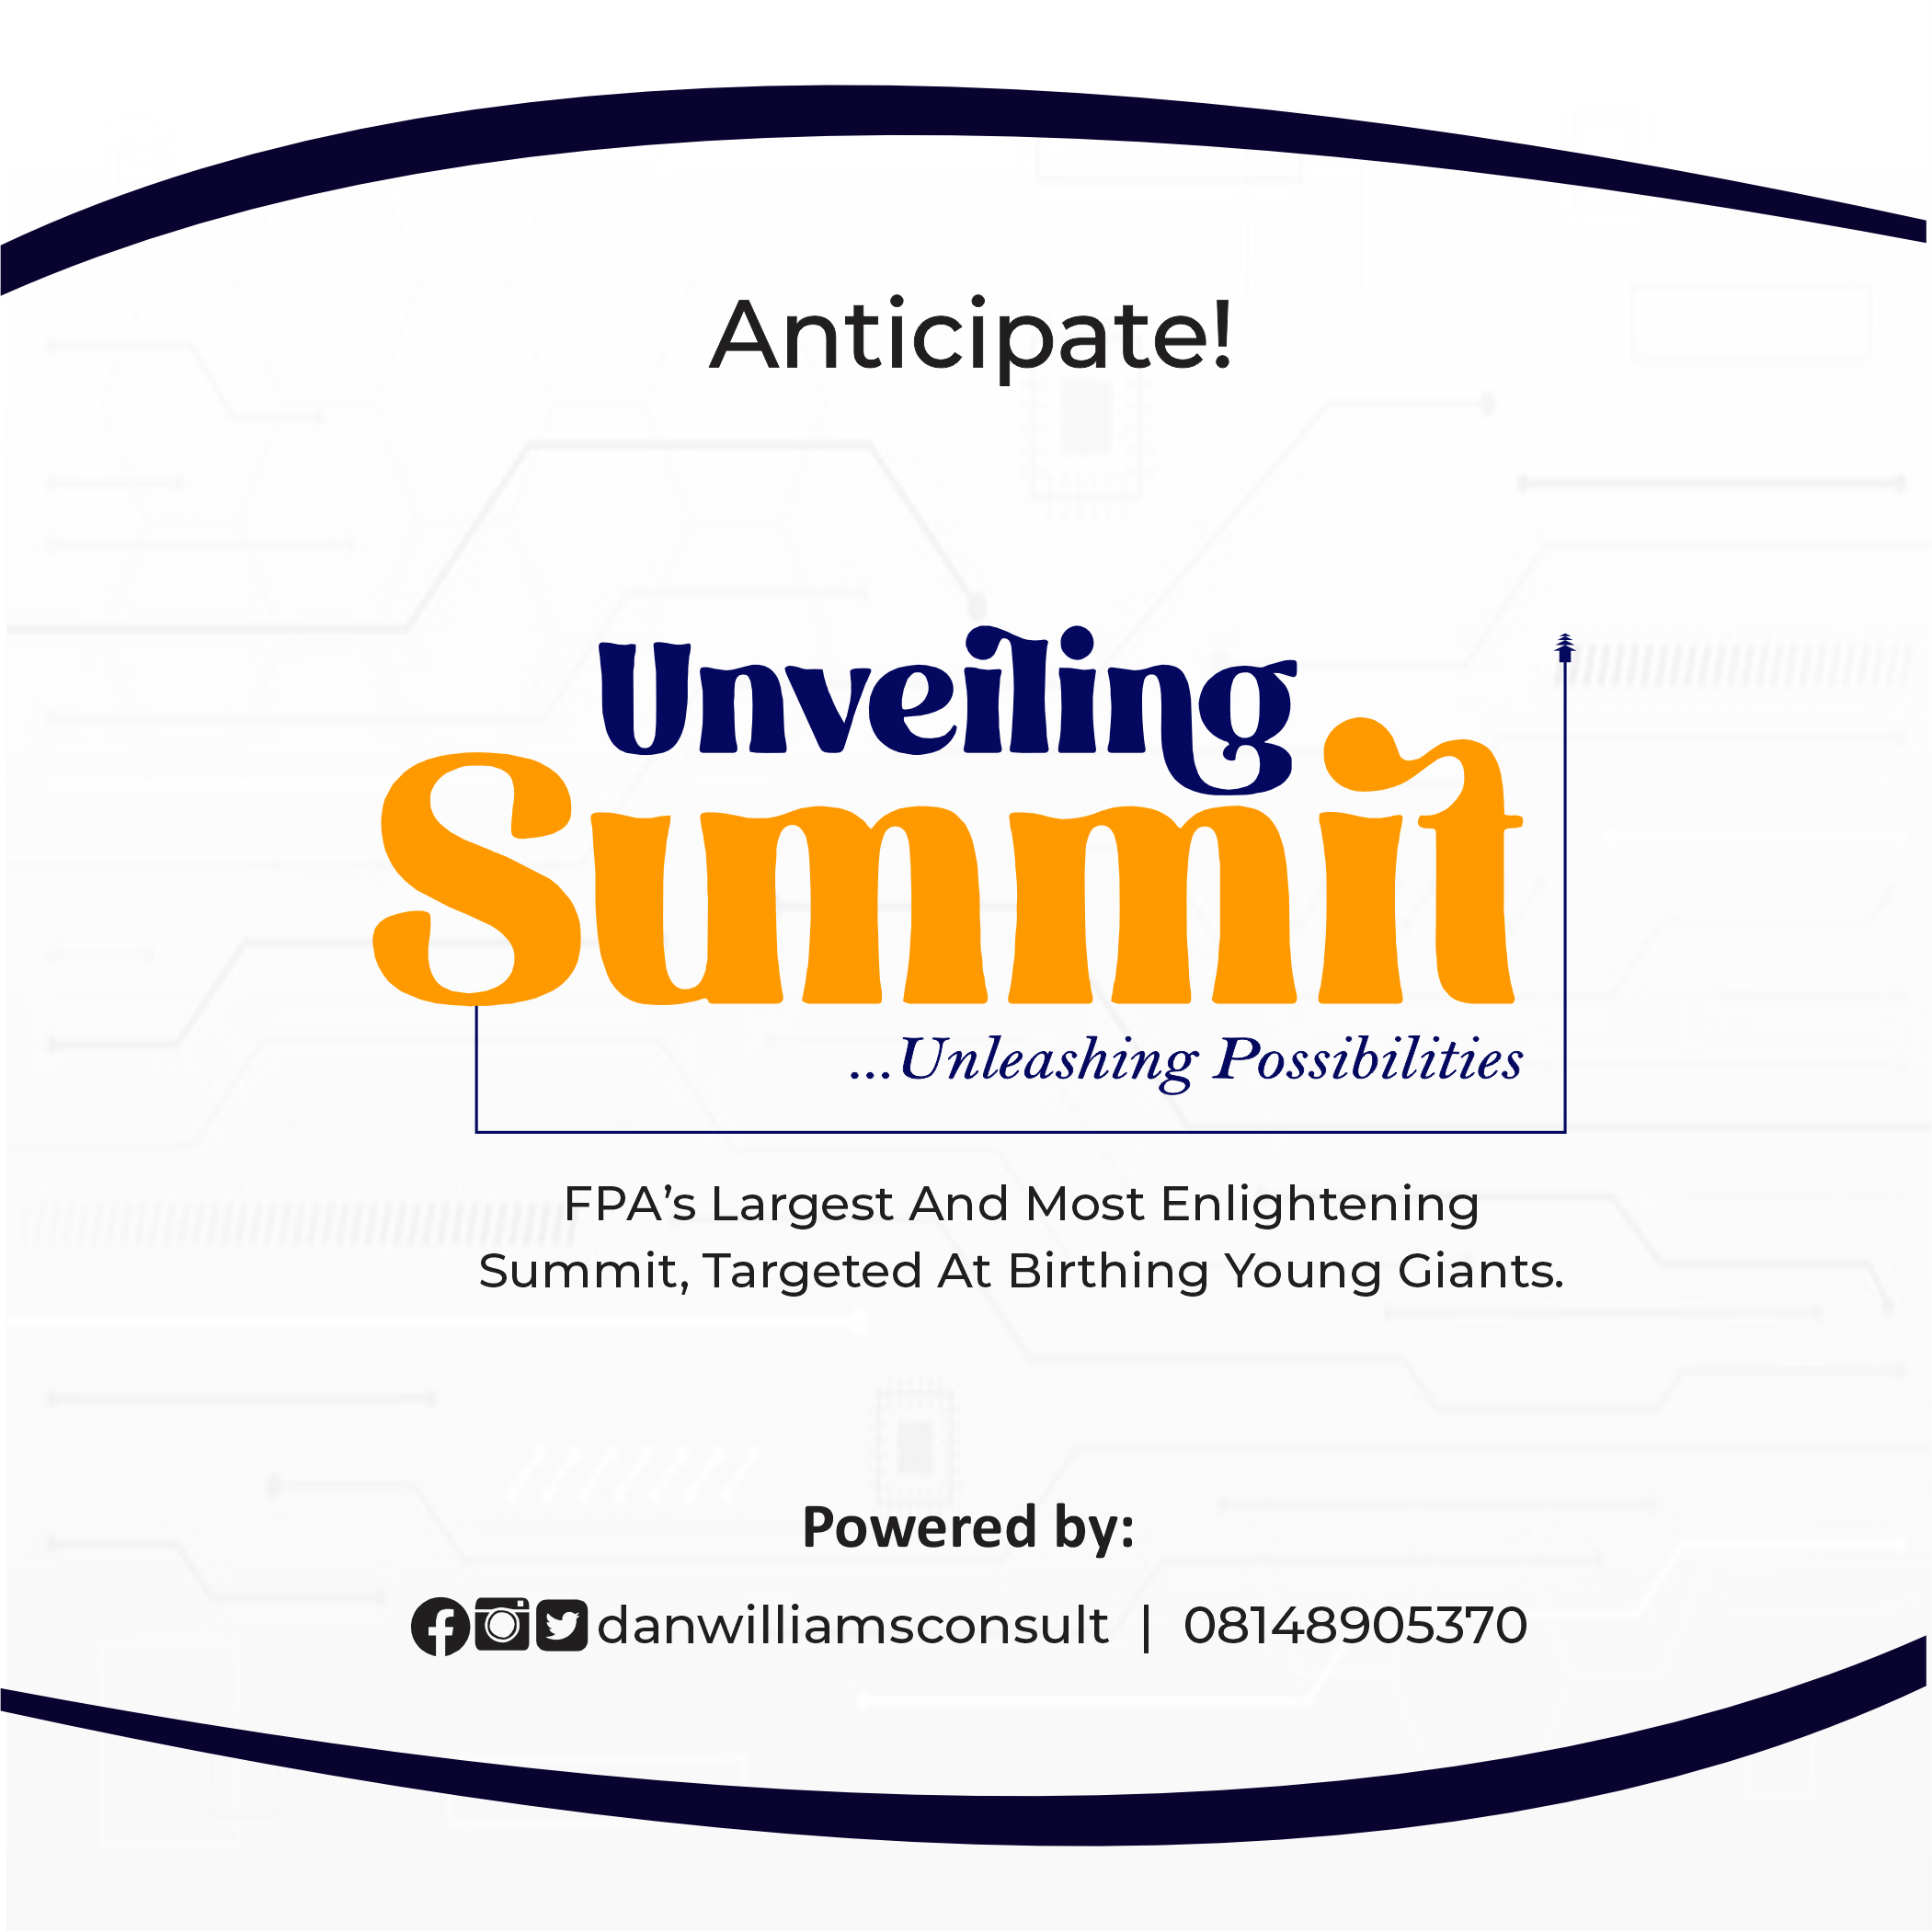 Anticipate!
Unveiling
Summit
...Unleashing Possibilities
FPA’s Largest And Most Enlightening
Summit, Targeted At Birthing Young Giants.
Powered by:
danwilliamsconsult | 08148905370